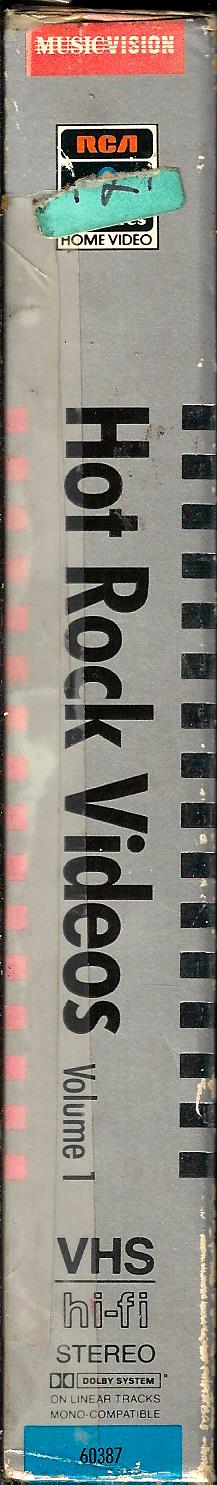 MUSICVISION
RCA
HOME VIDEO
Hot Rock Videos Volume 1
VHS
hi-fi
STEREO
DOLBY SYSTEM®
ON LINEAR TRACKS
MONO-COMPATIBLE
60387